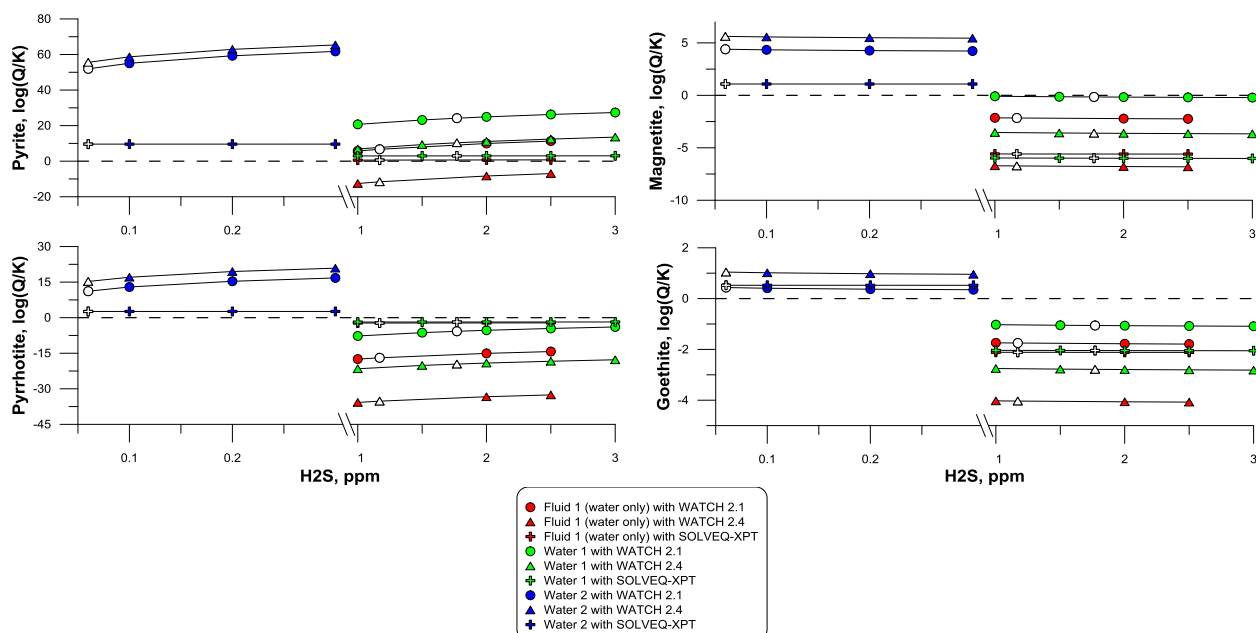 Pyrite, log(Q/K)
80
60
40
20
0
-20
0.1
0.2
1
2
3
Magnetite, log(Q/K)
5
0
-5
-10
0.1
0.2
1
2
3
Pyrrhotite, log(Q/K)
30
15
0
-15
-30
-45
0.1
0.2
1
2
3
H2S, ppm
Goethite, log(Q/K)
2
0
-2
-4
0.1
0.2
1
2
3
H2S, ppm
Fluid 1 (water only) with WATCH 2.1
Fluid 1 (water only) with WATCH 2.4
Fluid 1 (water only) with SOLVEQ-XPT
Water 1 with WATCH 2.1
Water 1 with WATCH 2.4
Water 1 with SOLVEQ-XPT
Water 2 with WATCH 2.1
Water 2 with WATCH 2.4
Water 2 with SOLVEQ-XPT